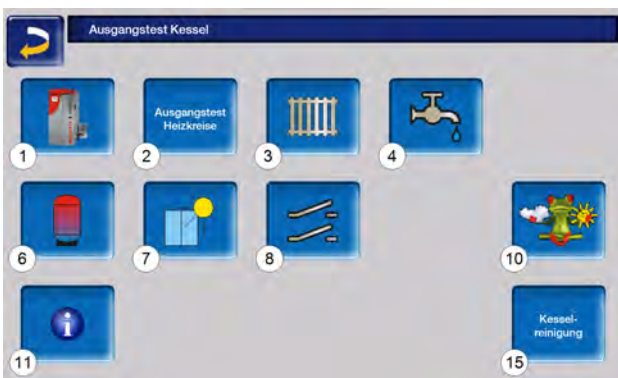 Ausgangstest Kessel
Ausgangstest
Heizkreise
1
2
3
4
6
7
8
10
Kessel-
reinigung
11
15